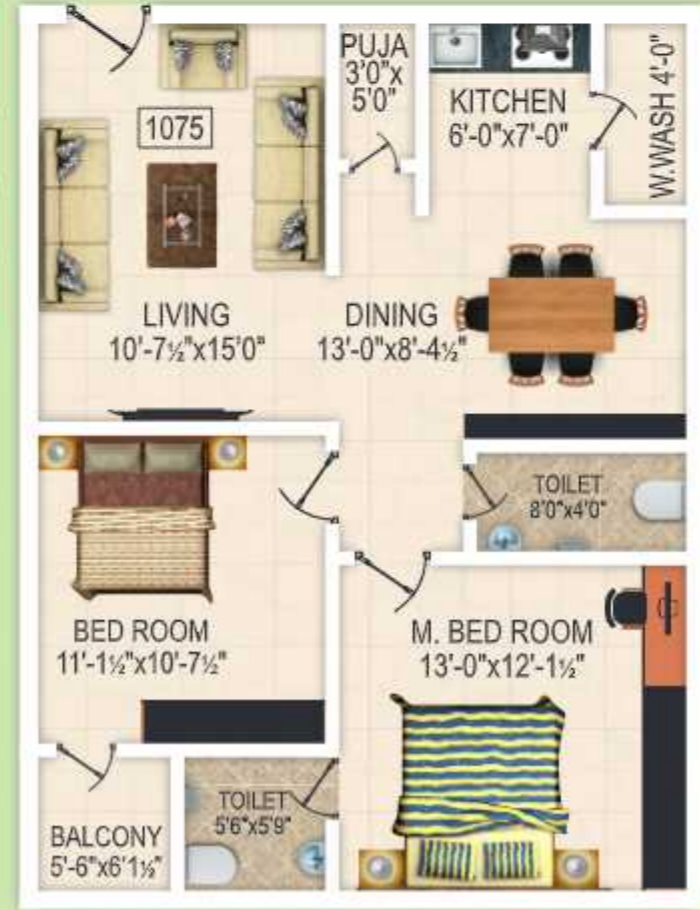 PUJA
3'0"x
5'0"
KITCHEN
6'-0"x7'-0"
W.WASH 4'-0"
1075
LIVING
10'-7½"x15'0"
DINING
13'-0"x8'-4½"
TOILET
8'0"x4'0"
BED ROOM
11'-1½"x10'-7½"
M. BED ROOM
13'-0"x12'-1½"
TOILET
5'6"x5'9"
BALCONY
5'-6"x6'1½"